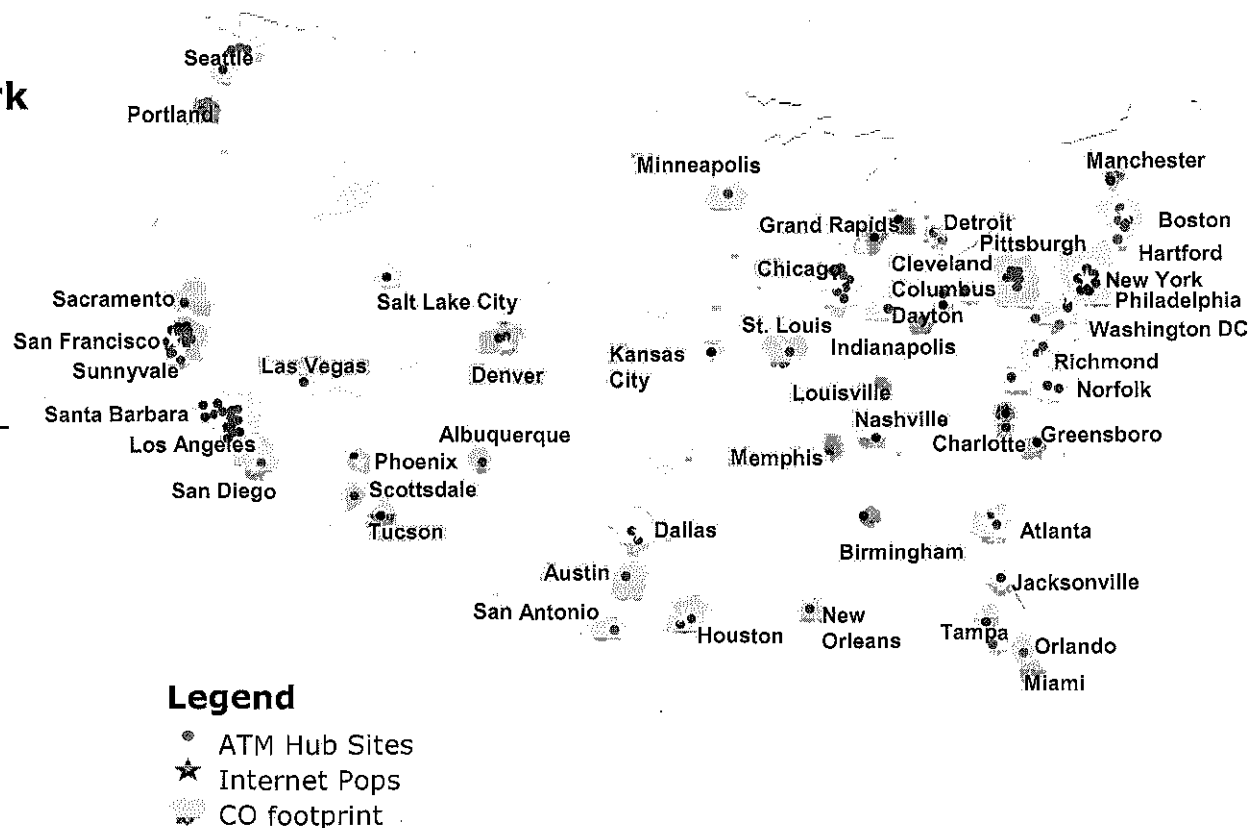 Seattle
rk
Portland
Minneapolis
Manchester
Grand Rapids
Detroit
Boston
Pittsburgh
Hartford
Chicago
Cleveland
New York
Sacramento
Salt Lake City
Columbus
Philadelphia
San Francisco
St. Louis
Dayton
Washington DC
Sunnyvale
Las Vegas
Denver
Kansas
City
Indianapolis
Richmond
Louisville
Norfolk
Santa Barbara
Nashville
Los Angeles
Albuquerque
Charlotte
Greensboro
Phoenix
Memphis
San Diego
Scottsdale
Tucson
Dallas
Birmingham
Atlanta
Austin
Jacksonville
San Antonio
Houston
New
Orleans
Tampa
Orlando
Miami
Legend
ATM Hub Sites
Internet Pops
CO footprint